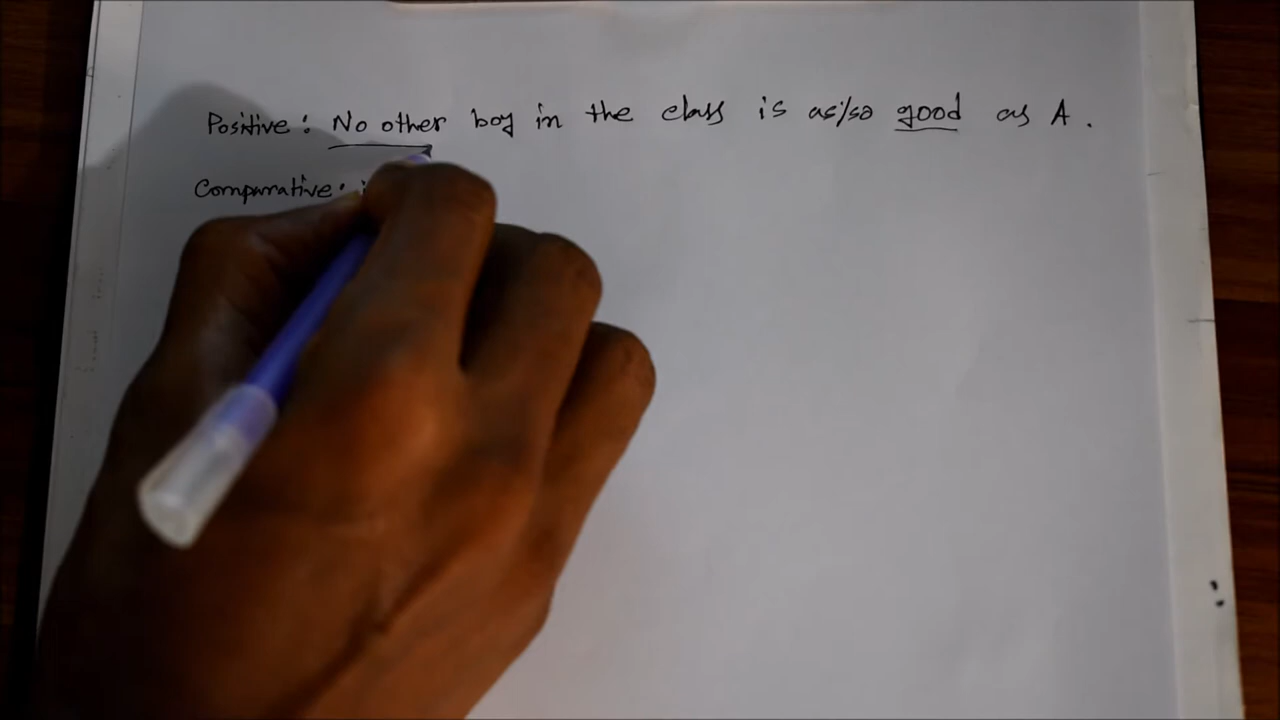 Positive: No other boy in the class is as/so good as A.
Comparative: